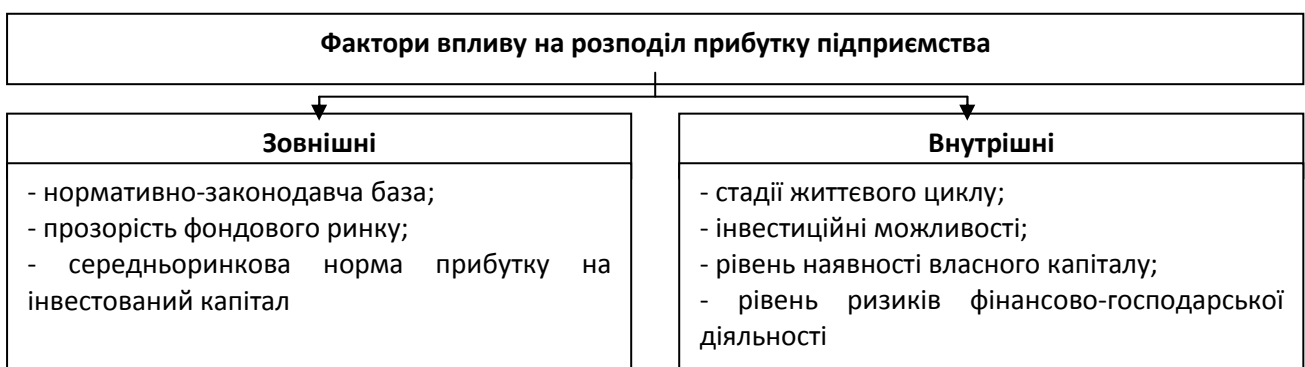 Фактори впливу на розподіл прибутку підприємства
Зовнішні
- нормативно-законодавча база;
- прозорість фондового ринку;
- середньоринкова норма прибутку на
інвестований капітал
Внутрішні
- стадії життєвого циклу;
- інвестиційні можливості;
- рівень наявності власного капіталу;
- рівень ризиків фінансово-господарської
діяльності